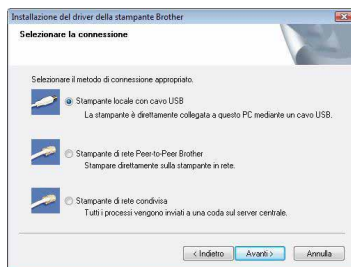 Installazione del driver della stampante Brother
Selezionare la connessione
Selezionare il metodo di connessione appropriato.
Stampante locale con cavo USB
La stampante è direttamente collegata a questo PC mediante un cavo USB.
Stampante di rete Peer-to-Peer Brother
Stampare direttamente sulla stampante in rete.
Stampante di rete condivisa
Tutti i processi vengono inviati a una coda sul server centrale.
< Indietro Avanti > Annulla